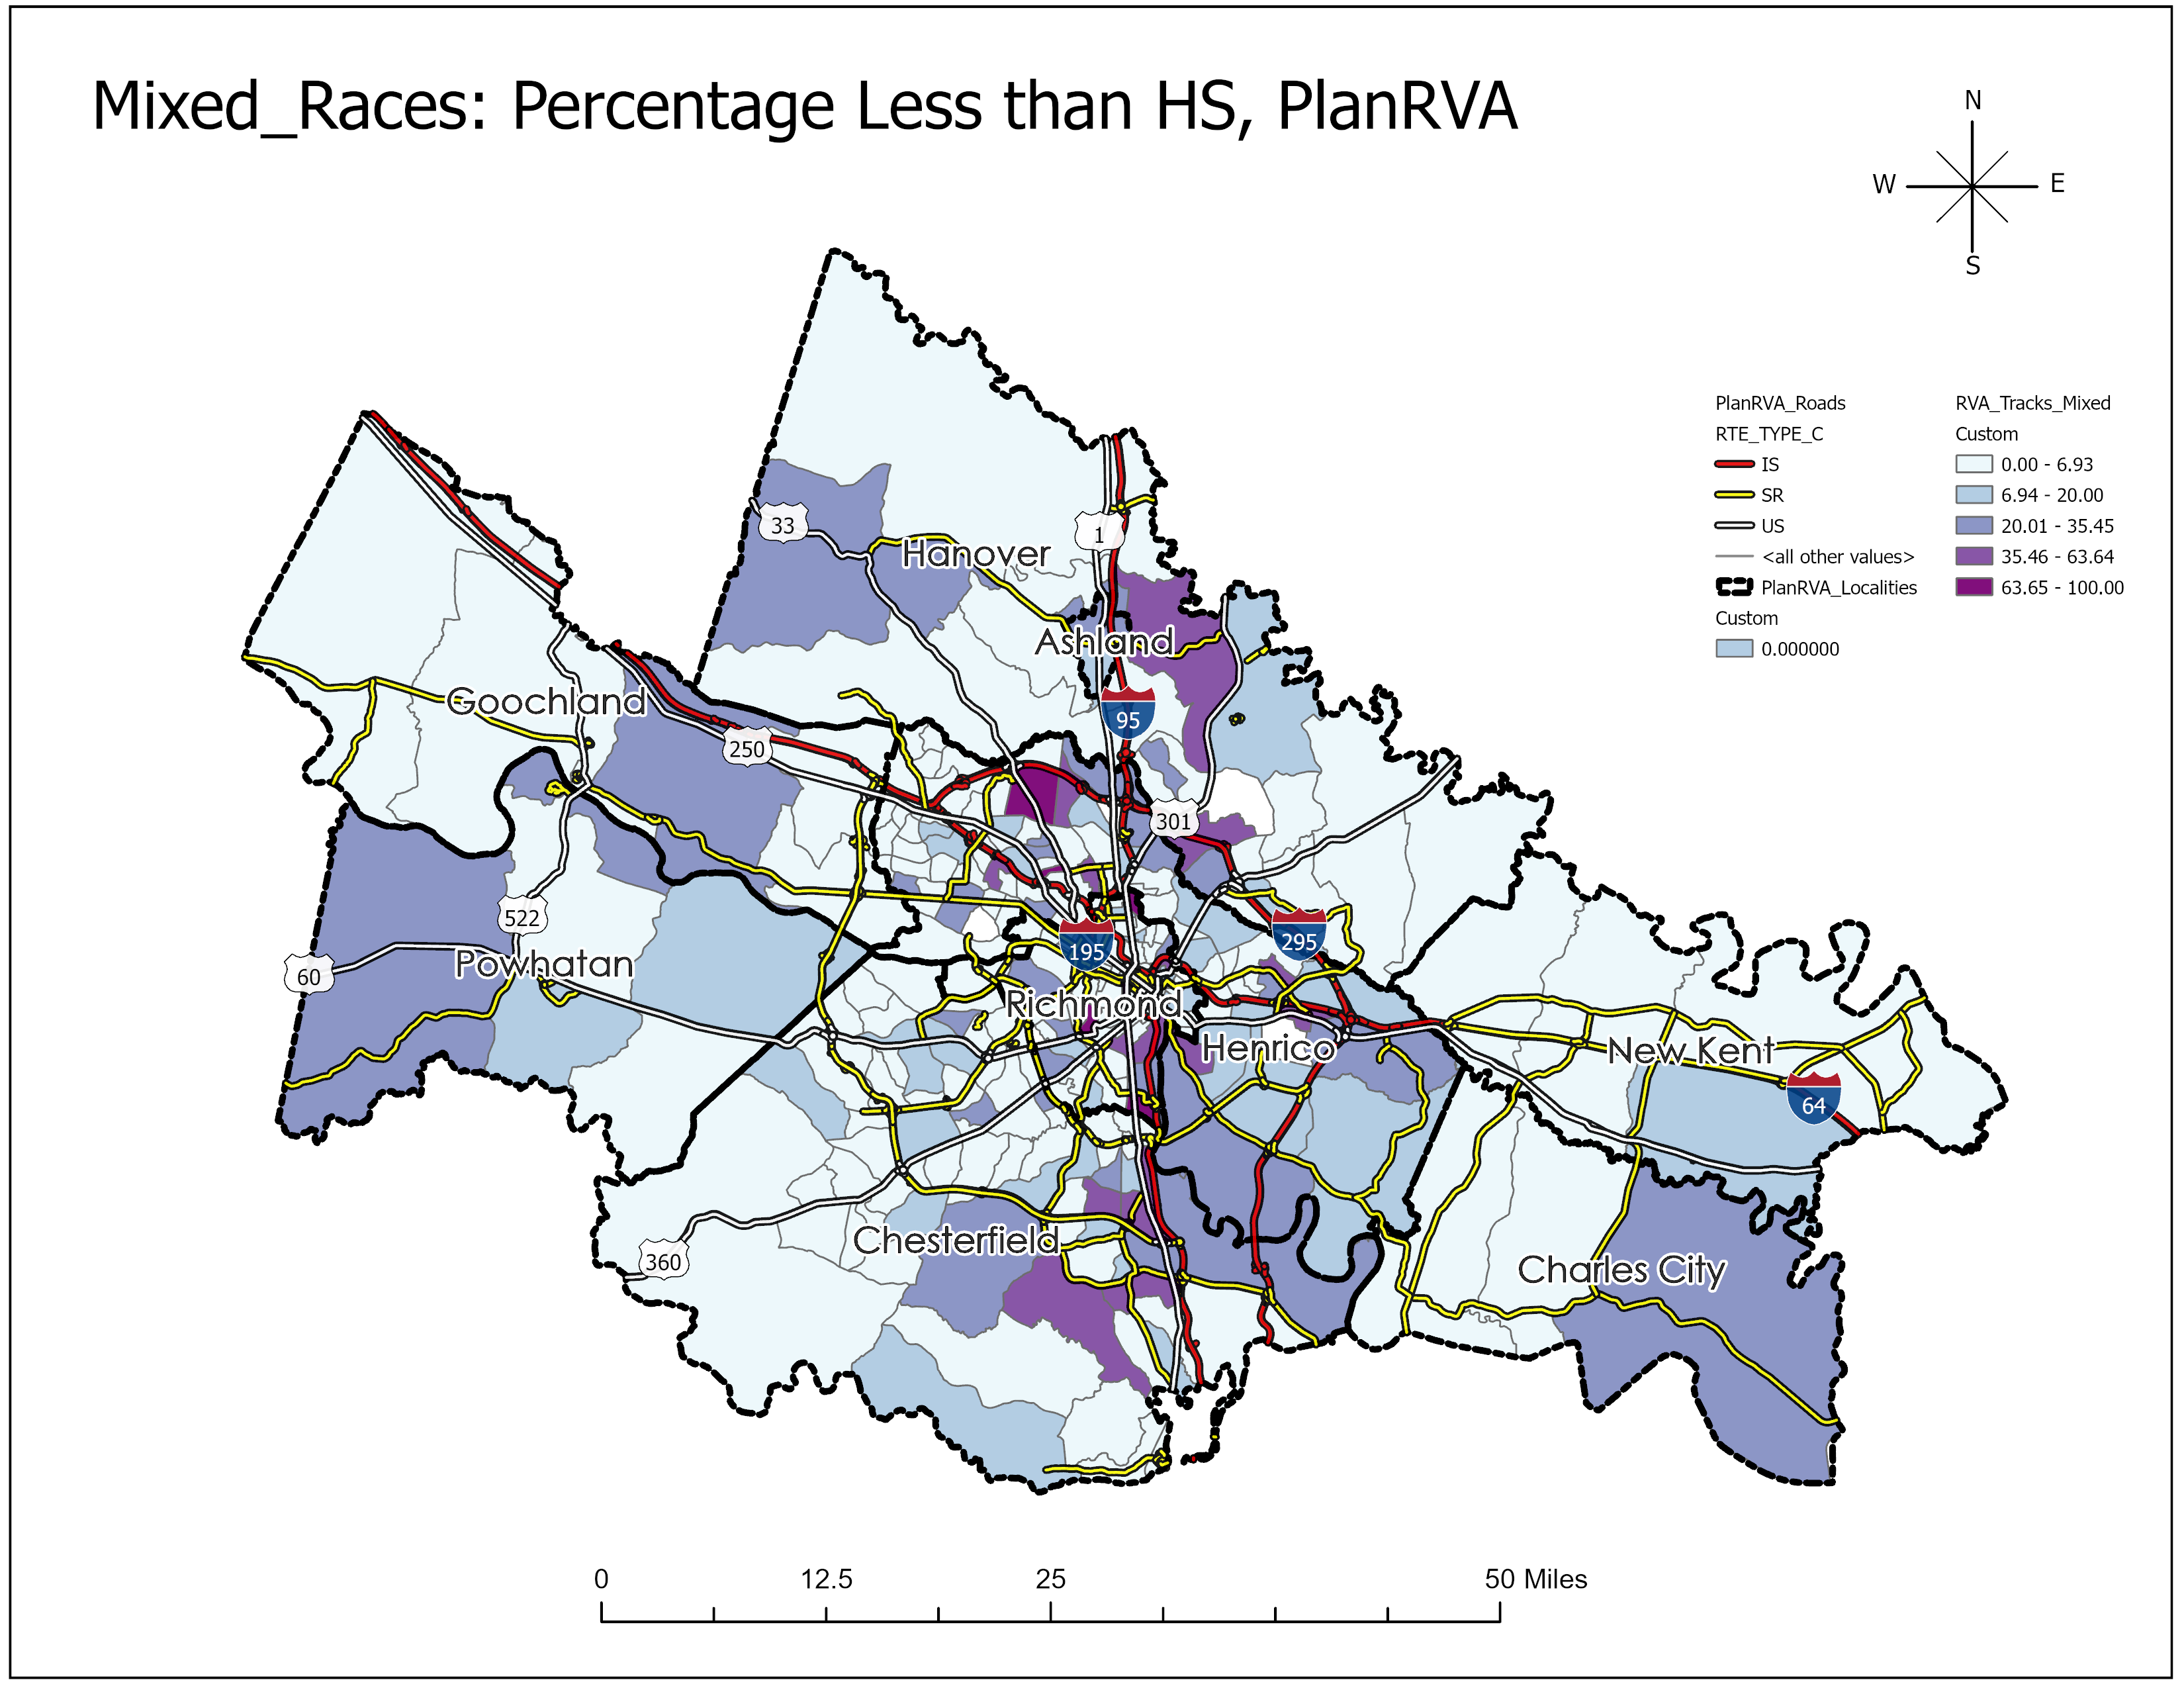 Mixed_Races: Percentage Less than HS, PlanRVA
N
W E
S
PlanRVA_Roads
RTE_TYPE_C
IS
SR
US
<all other values>
PlanRVA_Localities
Custom
0.000000
RVA_Tracks_Mixed
Custom
0.00 - 6.93
6.94 - 20.00
20.01 - 35.45
35.46 - 63.64
63.65 - 100.00
33
1
Hanover
Ashland
Goochland
95
250
301
522
195
295
60
Powhatan
Richmond
Henrico
New Kent
64
Chesterfield
360
Charles City
0 12.5 25 50 Miles